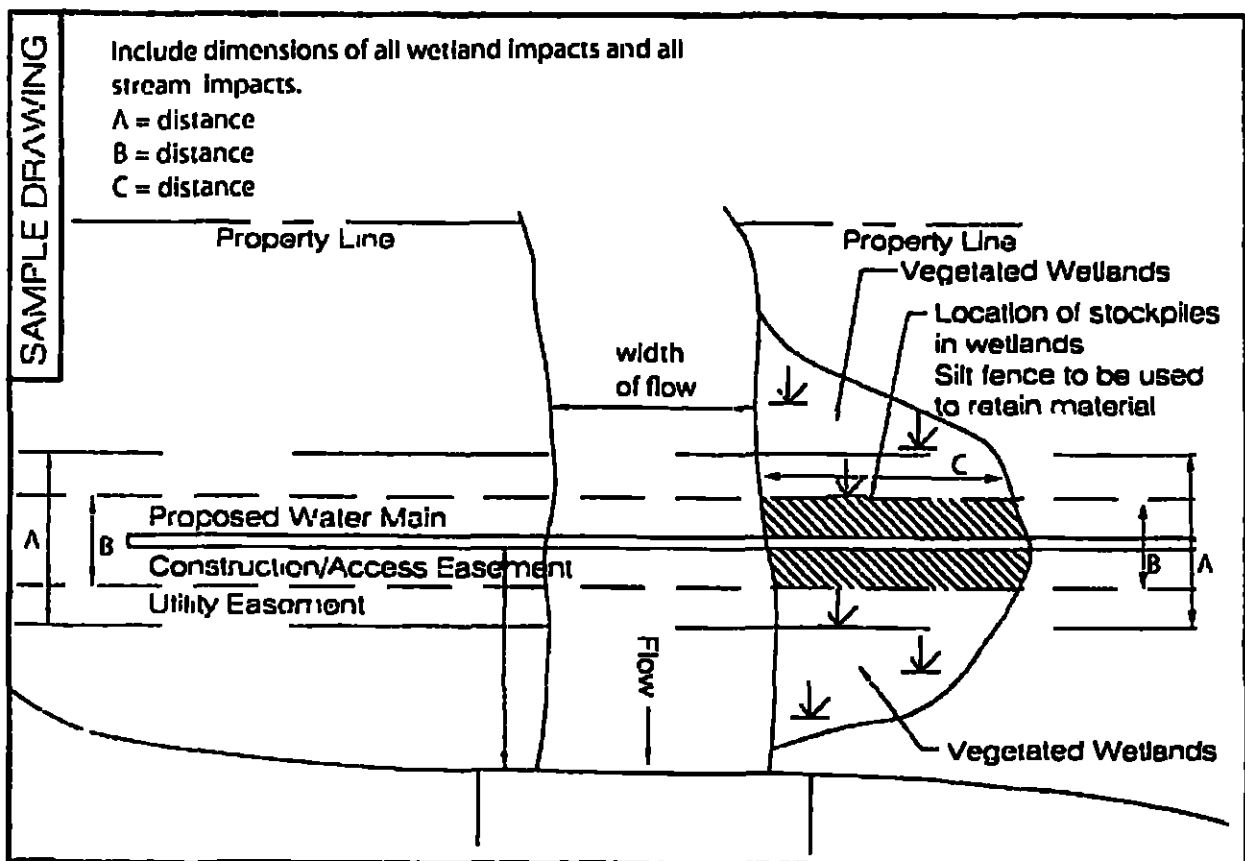 SAMPLE DRAWING
Include dimensions of all wetland impacts and all
stream impacts.
A = distance
B = distance
C = distance
Property Line
Property Line
Vegetated Wetlands
Location of stockpiles
in wetlands
Silt fence to be used
to retain material
width
of flow
C
Proposed Water Main
A
B
Construction/Access Easement
B
A
Utility Easement
Flow
Vegetated Wetlands